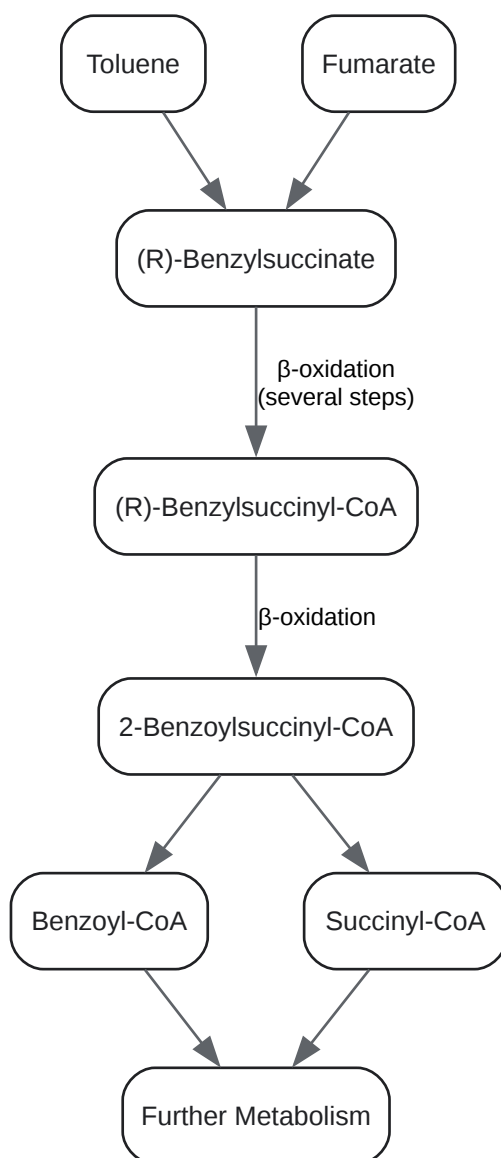 Toluene
Fumarate
(R)-Benzylsuccinate
β-oxidation
(several steps)
(R)-Benzylsuccinyl-CoA
β-oxidation
2-Benzoylsuccinyl-CoA
Benzoyl-CoA
Succinyl-CoA
Further Metabolism